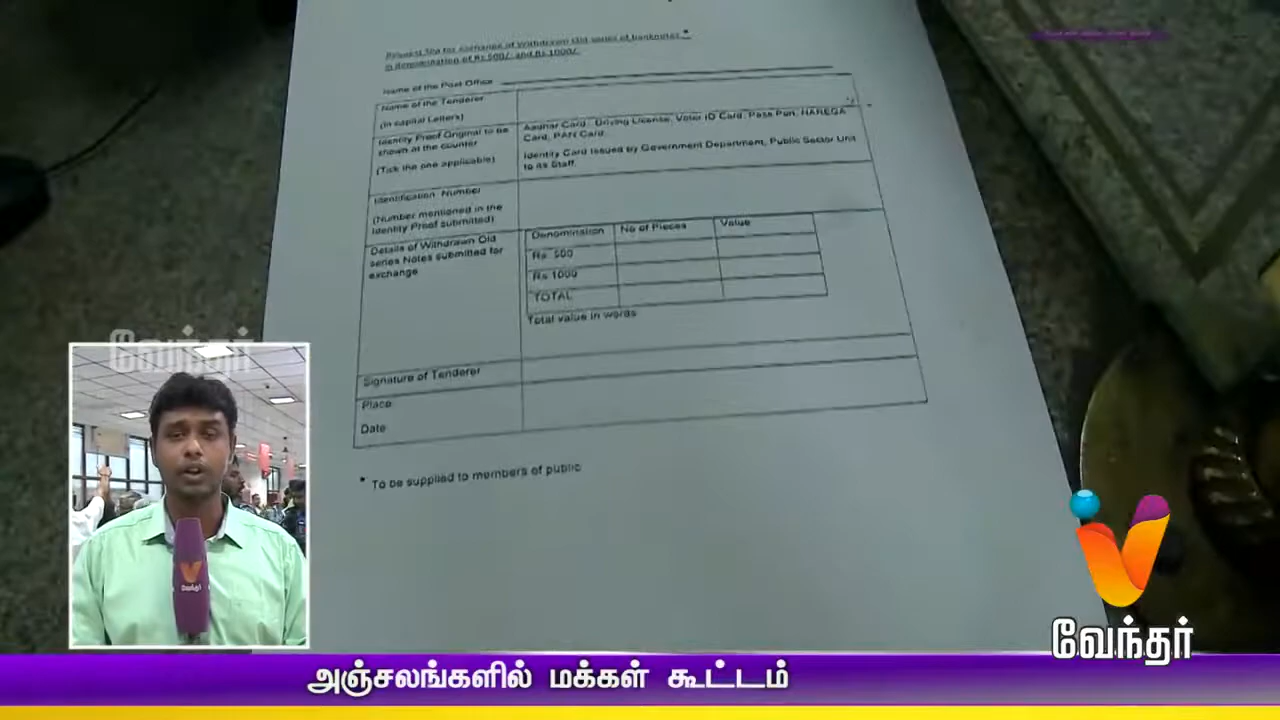 Request Slip for exchange of Withdrawn Old series of banknotes *
in denomination of Rs 500/- and Rs 1000/-
Name of the Post Office
Name of the Tenderer
(in capital Letters)
Identity Proof Original to be
shown at the counter
(Tick the one applicable)
Aadhar Card, Driving License, Voter ID Card, Pass Port, NAREGA
Card, PAN Card.
Identity Card Issued by Government Department, Public Sector Unit
to its Staff.
Identification Number
(Number mentioned in the
Identity Proof submitted)
Details of Withdrawn Old
series Notes submitted for
exchange
Denomination No of Pieces Value
Rs 500
Rs 1000
TOTAL
Total value in words
Signature of Tenderer
Place
Date
* To be supplied to members of public
வேந்தர்
வேந்தர்
வேந்தர்
அஞ்சலங்களில் மக்கள் கூட்டம்